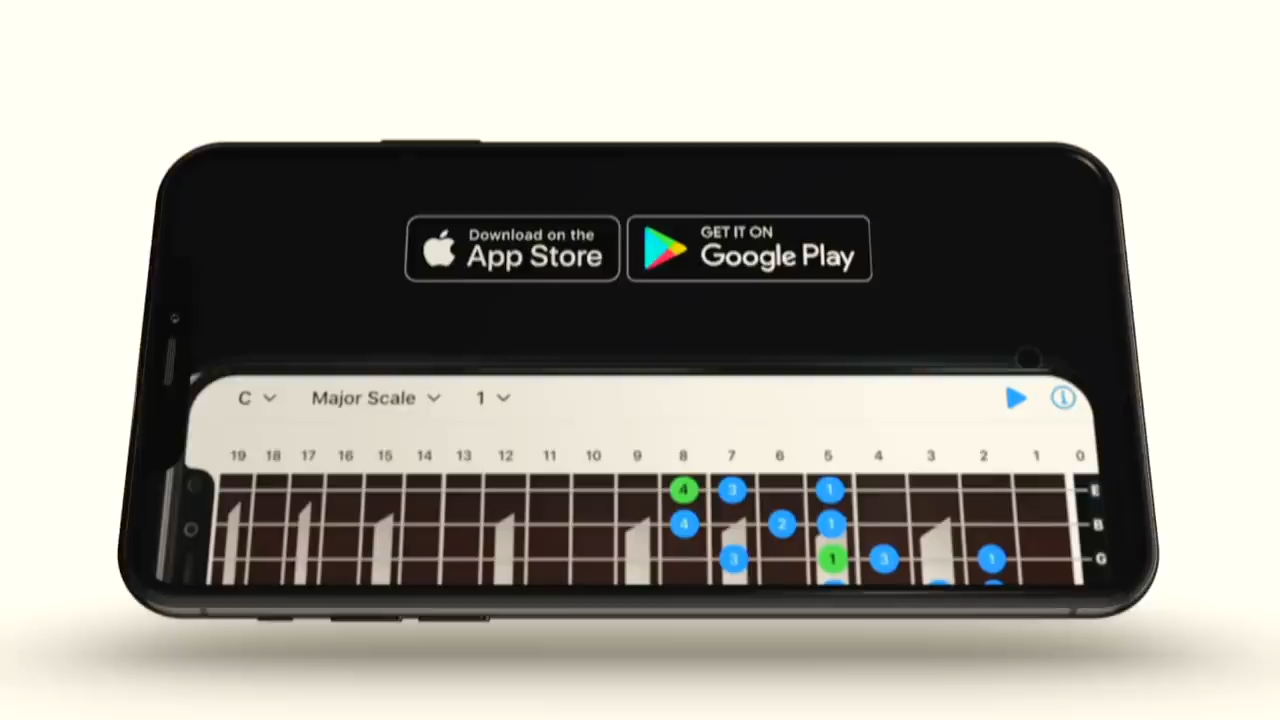 Download on the
App Store
GET IT ON
Google Play
C Major Scale 1
19 18 17 16 15 14 13 12 11 10 9 8 7 6 5 4 3 2 1 0
4 3 1 E
4 2 1 B
3 1 3 1 G